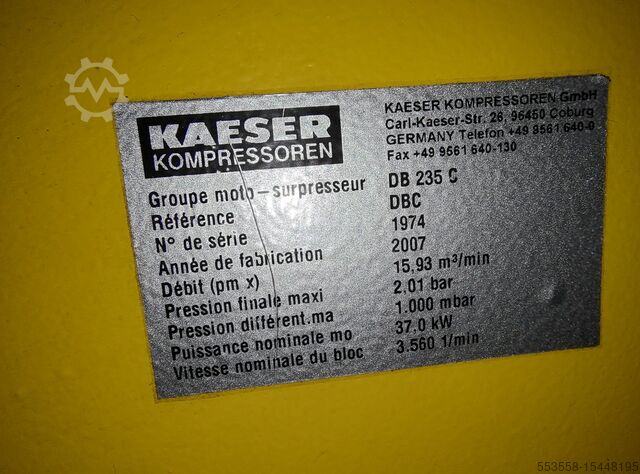 KAESER
KOMPRESSOREN
KAESER KOMPRESSOREN GmbH
Carl-Kaeser-Str. 26, 96450 Coburg
GERMANY Telefon +49 9561 640-0
Fax +49 9561 640-130
Groupe moto–surpresseur DB 235 C
Référence DBC
N° de série 1974
Année de fabrication 2007
Débit (pm x) 15,93 m³/min
Pression finale maxi 2.01 bar
Pression différent.ma 1.000 mbar
Puissance nominale mo 37.0 kW
Vitesse nominale du bloc 3.560 1/min
553558-15448195